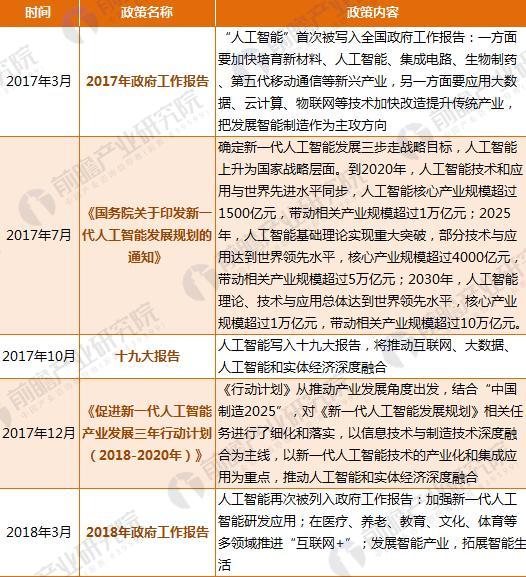 时间 政策名称 政策内容
2017年3月
2017年政府工作报告
“人工智能”首次被写入全国政府工作报告：一方面
要加快培育新材料、人工智能、集成电路、生物制药
、第五代移动通信等新兴产业，另一方面要应用大数
据、云计算、物联网等技术加快改造提升传统产业，
把发展智能制造作为主攻方向
2017年7月
《国务院关于印发新一
代人工智能发展规划的
通知》
确定新一代人工智能发展三步走战略目标，人工智能
上升为国家战略层面。到2020年，人工智能技术和应
用与世界先进水平同步，人工智能核心产业规模超过
1500亿元，带动相关产业规模超过1万亿元；2025
年，人工智能基础理论实现重大突破，部分技术与应
用达到世界领先水平，核心产业规模超过4000亿元，
带动相关产业规模超过5万亿元；2030年，人工智能
理论、技术与应用总体达到世界领先水平，核心产业
规模超过1万亿元，带动相关产业规模超过10万亿元。
2017年10月
十九大报告
人工智能写入十九大报告，将推动互联网、大数据、
人工智能和实体经济深度融合
2017年12月
《促进新一代人工智能
产业发展三年行动计划
（2018-2020年）》
《行动计划》从推动产业发展角度出发，结合“中国
制造2025”，对《新一代人工智能发展规划》相关任
务进行了细化和落实，以信息技术与制造技术深度融
合为主线，以新一代人工智能技术的产业化和集成应
用为重点，推动人工智能和实体经济深度融合
2018年3月
2018年政府工作报告
人工智能再次被列入政府工作报告：加强新一代人工
智能研发应用；在医疗、养老、教育、文化、体育等
多领域推进“互联网+”；发展智能产业，拓展智能生
活
前瞻产业研究院